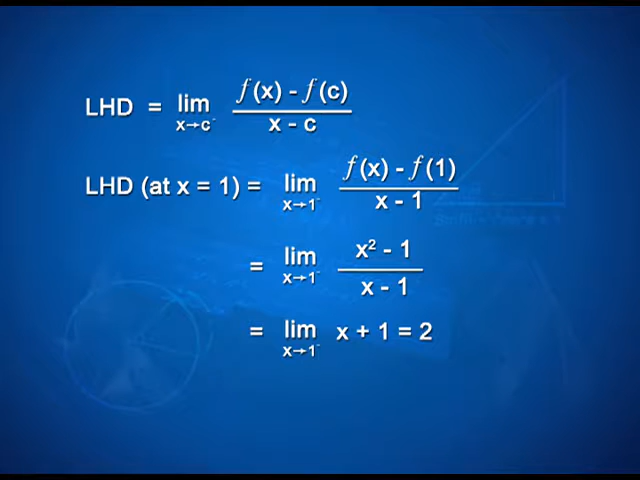 LHD = lim x→c⁻ f(x) - f(c) / x - c
LHD (at x = 1) = lim x→1⁻ f(x) - f(1) / x - 1
= lim x→1⁻ x² - 1 / x - 1
= lim x→1⁻ x + 1 = 2